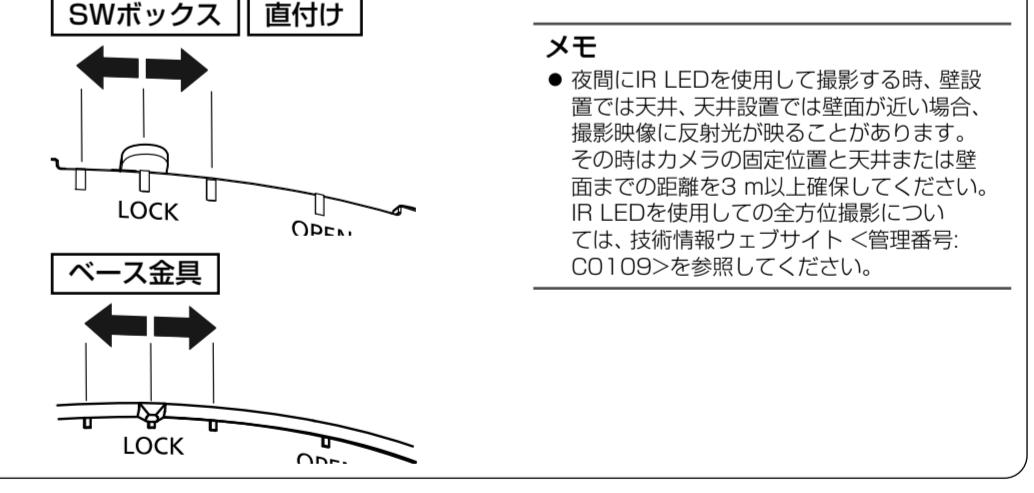 SWボックス 直付け
LOCK
OPEN
ベース金具
LOCK
メモ
● 夜間にIR LEDを使用して撮影する時、壁設
置では天井、天井設置では壁面が近い場合、
撮影映像に反射光が映ることがあります。
その時はカメラの固定位置と天井または壁
面までの距離を3 m以上確保してください。
IR LEDを使用しての全方位撮影につい
ては、技術情報ウェブサイト <管理番号:
C0109>を参照してください。